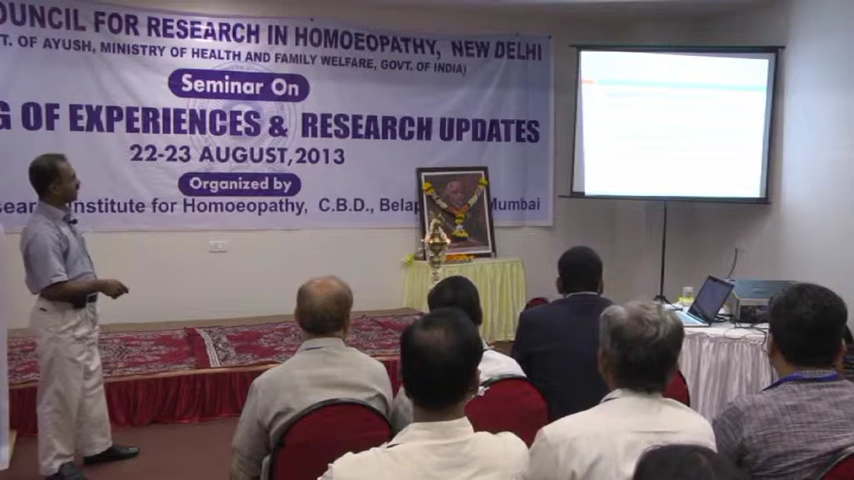 OUNCIL FOR RESEARCH IN HOMOEOPATHY, NEW DELHI
T. OF AYUSH, MINISTRY OF HEALTH AND FAMILY WELFARE, GOVT. OF INDIA)
Seminar On
G OF EXPERIENCES & RESEARCH UPDATES
22-23 AUGUST,2013
Organized by
Institute for Homoeopathy, C.B.D., Mumbai